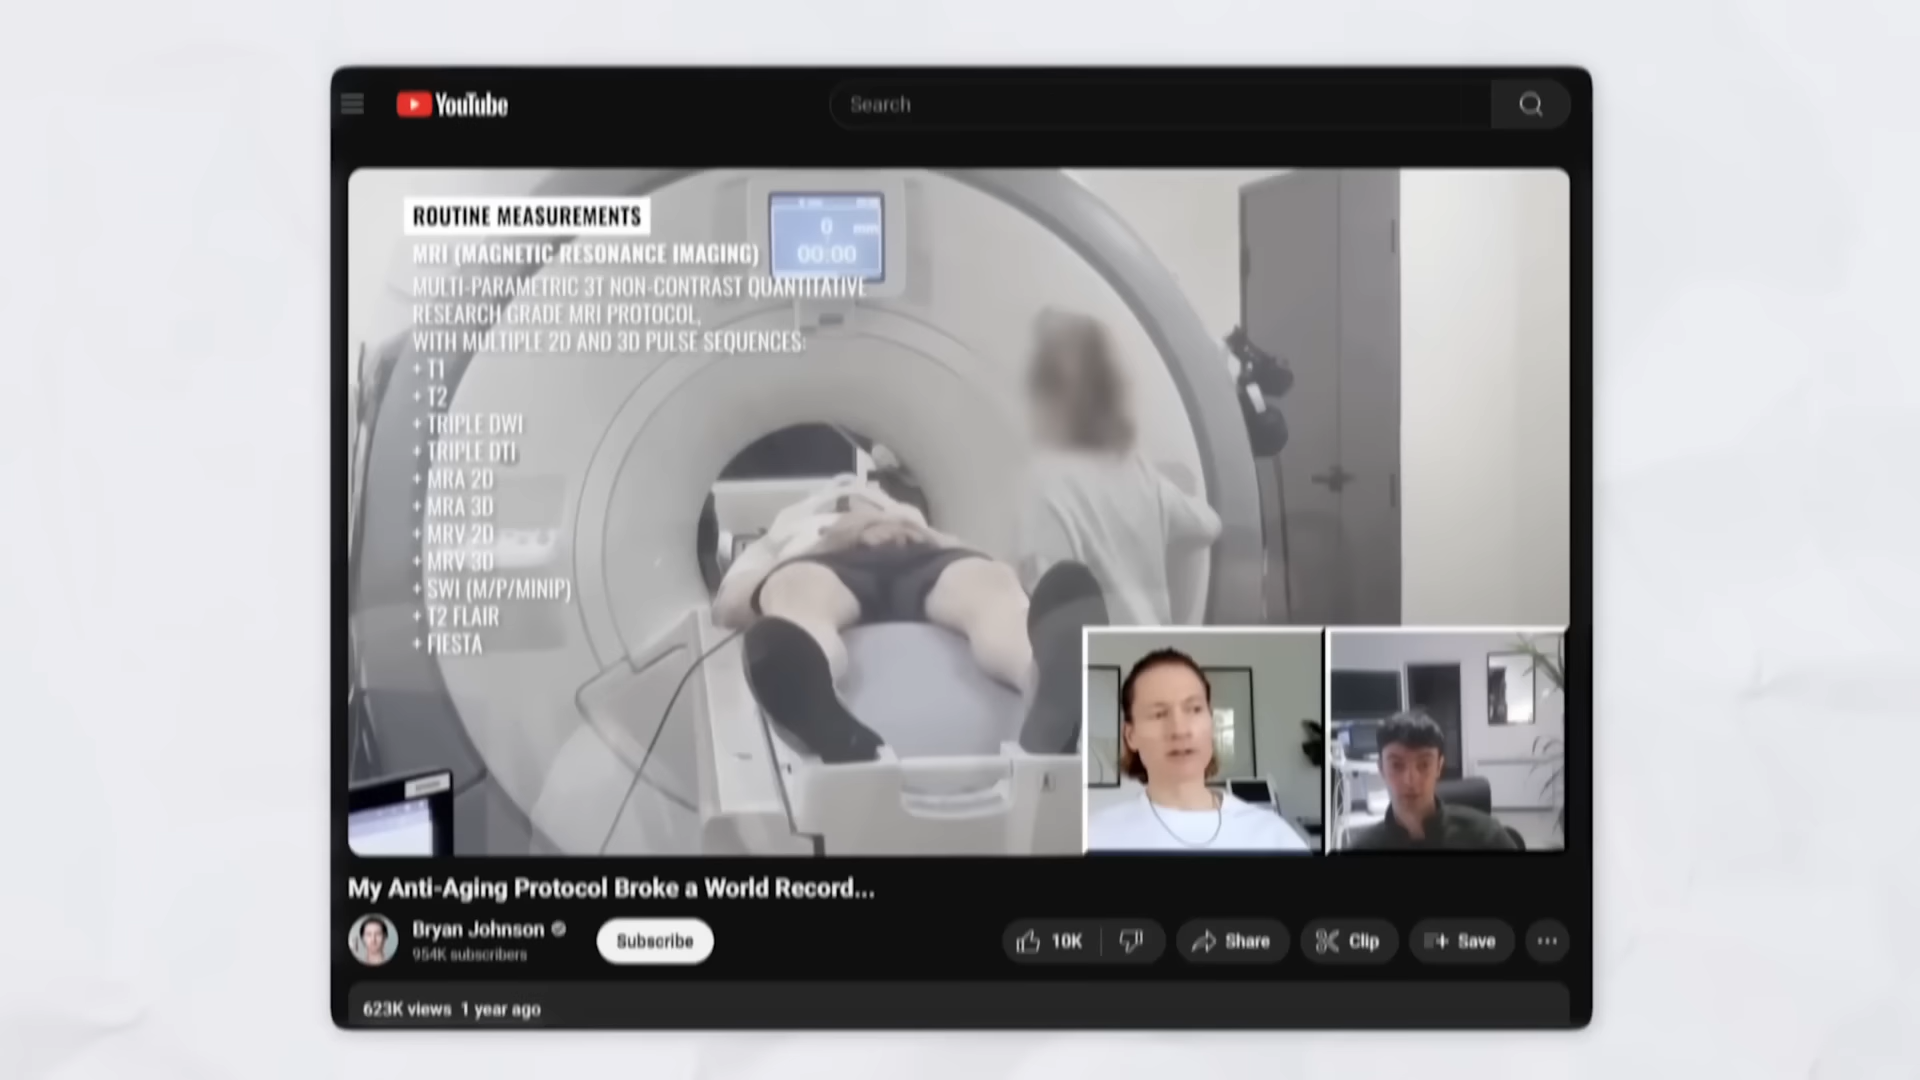 YouTube
Search
ROUTINE MEASUREMENTS
MRI (MAGNETIC RESONANCE IMAGING)
MULTI-PARAMETRIC 3T NON-CONTRAST QUANTITATIVE
RESEARCH GRADE MRI PROTOCOL,
WITH MULTIPLE 2D AND 3D PULSE SEQUENCES:
+ T1
+ T2
+ TRIPLE DWI
+ TRIPLE DTI
+ MRA 2D
+ MRA 3D
+ MRV 2D
+ MRV 3D
+ SWI (M/P/MINIP)
+ T2 FLAIR
+ FIESTA
0 mm
00:00
My Anti-Aging Protocol Broke a World Record...
Bryan Johnson
954K subscribers
Subscribe
10K
Share
Clip
Save
623K views 1 year ago